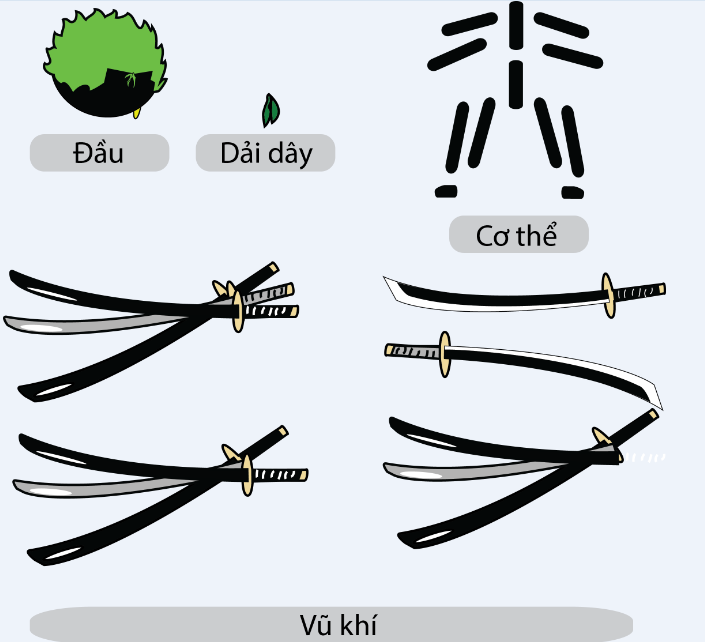 Đầu
Dải dây
Cơ thể
Vũ khí